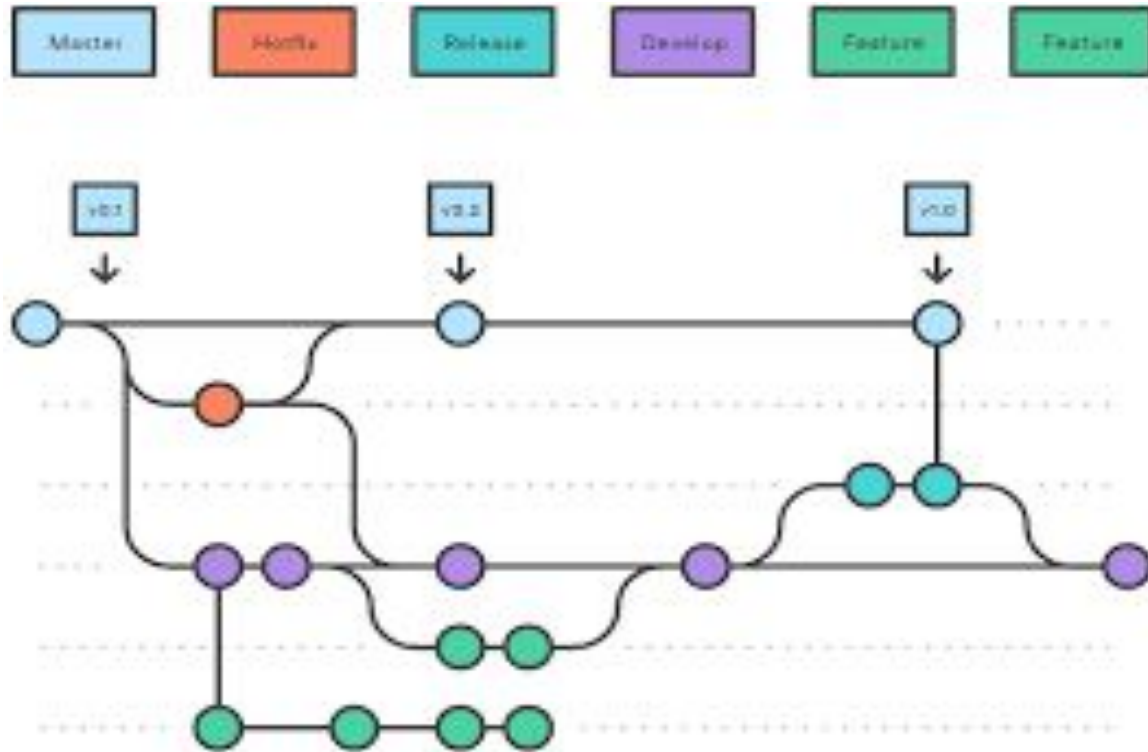 Master
Hotfix
Release
Develop
Feature
Feature
v0.1
v0.2
v1.0